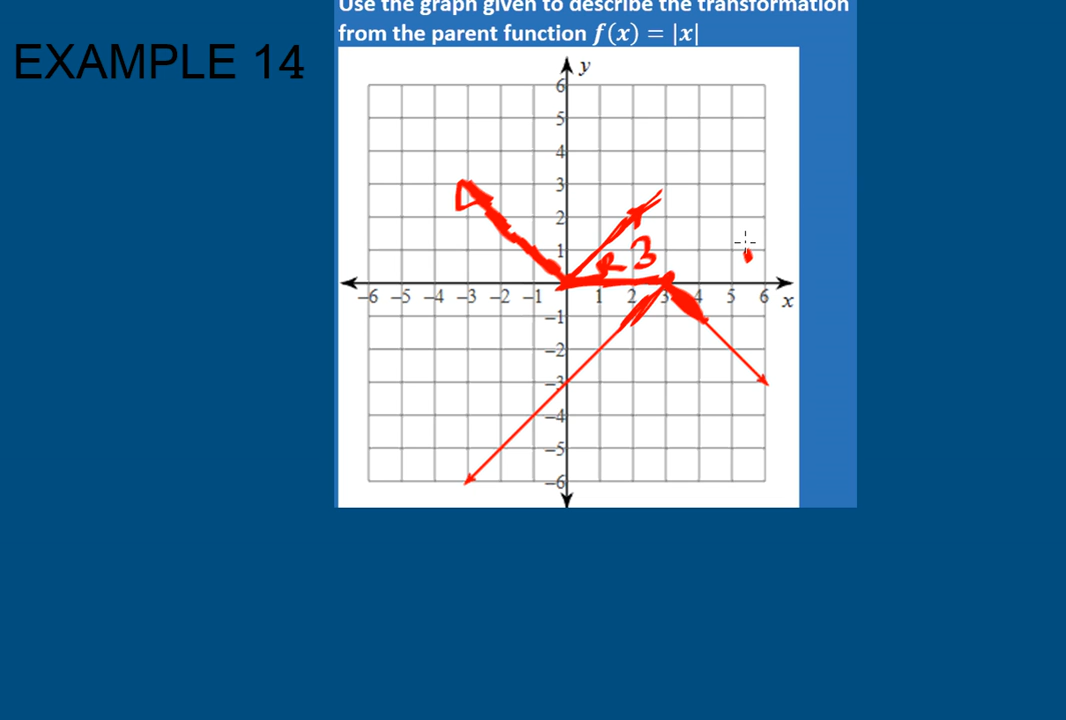 Use the graph given to describe the transformation
from the parent function f(x) = |x|
EXAMPLE 14
y
6
5
4
3
2
1
R 3
-6 -5 -4 -3 -2 -1 1 2 3 4 5 6 x
-1
-2
-3
-4
-5
-6